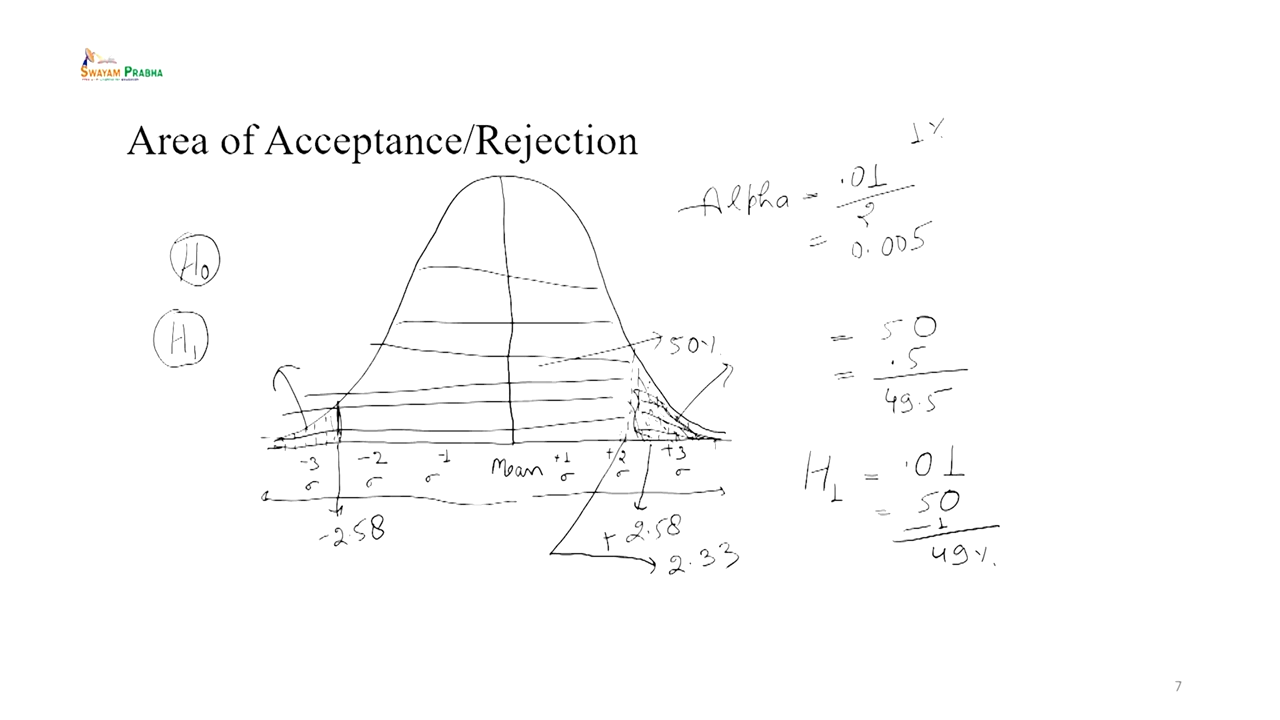 SWAYAM PRABHA
Area of Acceptance/Rejection
1%
Alpha = .01
2
= 0.005
H0
H1
50%
= 50
= .5
49.5
-3 -2 -1 Mean +1 +2 +3
σ σ σ σ σ σ
-2.58
+2.58
2.33
H1 = .01
= 50
-1
49%
7